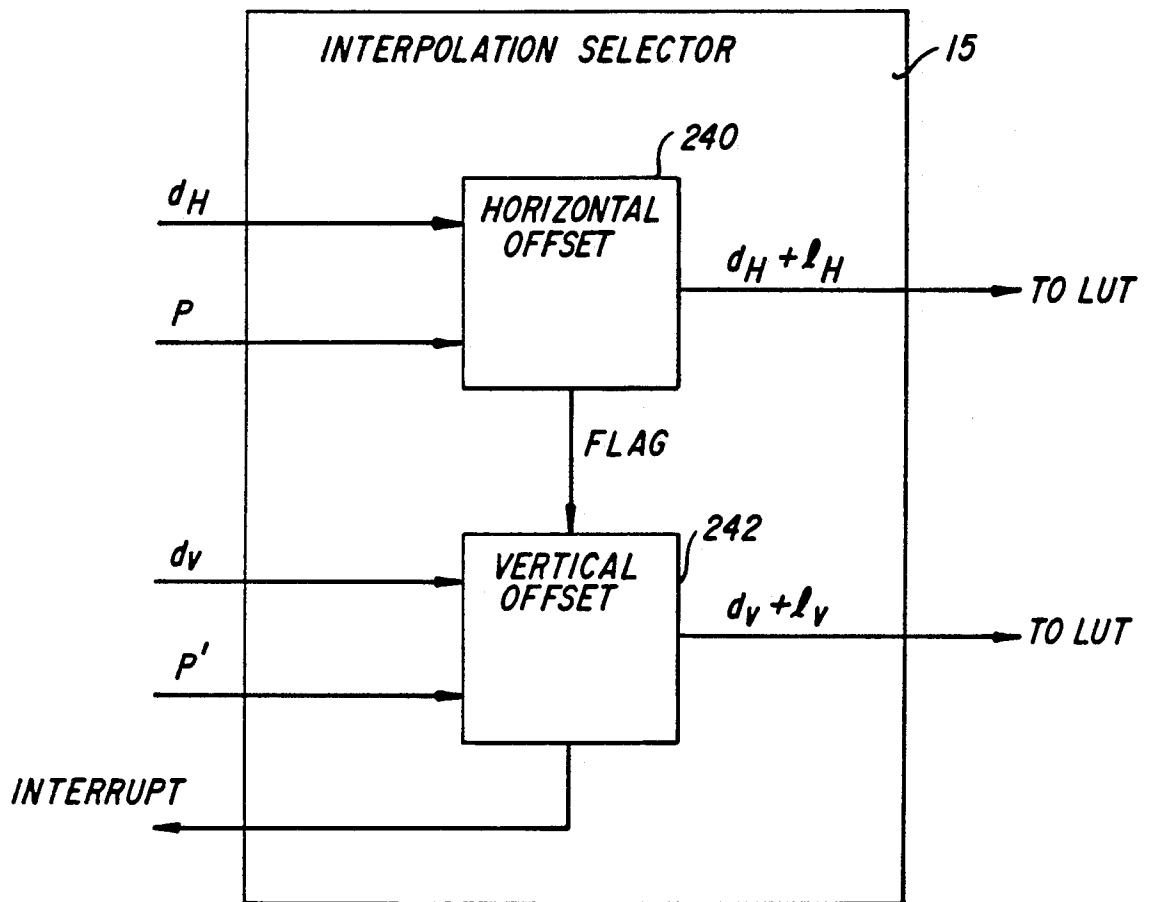 INTERPOLATION SELECTOR
15
240
dH
HORIZONTAL
OFFSET
dH + ℓH
TO LUT
P
FLAG
242
dV
VERTICAL
OFFSET
dV + ℓV
TO LUT
P'
INTERRUPT